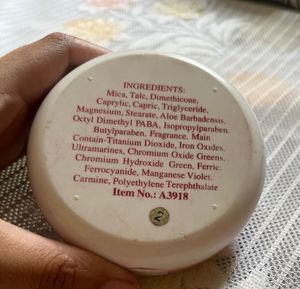 INGREDIENTS:
Mica, Talc, Dimethicone,
Caprylic, Capric, Triglyceride,
Magnesium, Stearate, Aloe Barbadensis,
Octyl Dimethyl PABA, Isopropylparaben,
Butylparaben, Fragrance, Main
Contain-Titanium Dioxide, Iron Oxides,
Ultramarines, Chromium Oxide Greens,
Chromium Hydroxide Green, Ferric
Ferrocyanide, Manganese Violet,
Carmine, Polyethylene Terephthalate
Item No.: A3918
2